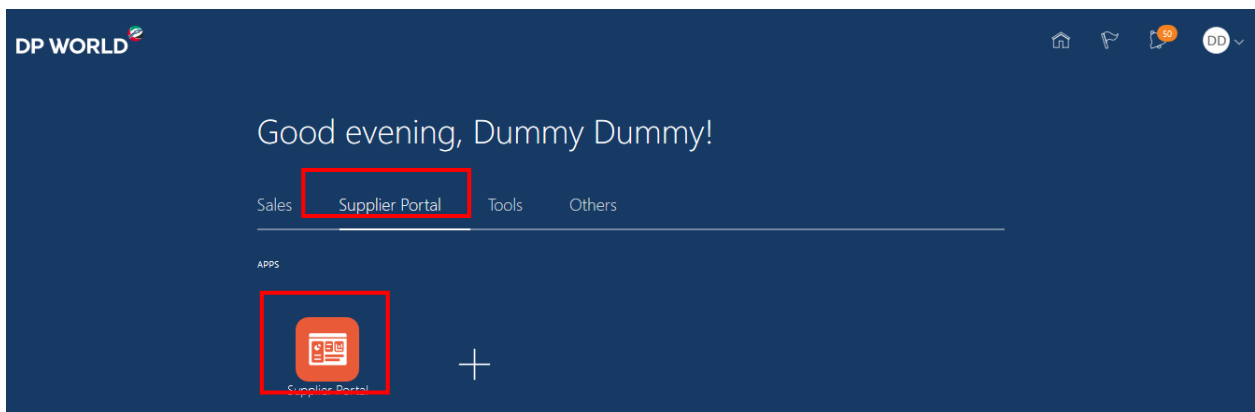 DP WORLD
50
DD
Good evening, Dummy Dummy!
Sales Supplier Portal Tools Others
APPS
Supplier Portal